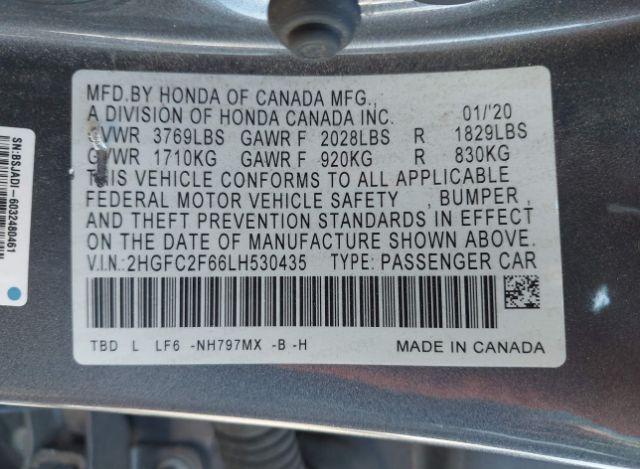 MFD.BY HONDA OF CANADA MFG.,
A DIVISION OF HONDA CANADA INC. 01/'20
GVWR 3769LBS GAWR F 2028LBS R 1829LBS
GVWR 1710KG GAWR F 920KG R 830KG
THIS VEHICLE CONFORMS TO ALL APPLICABLE
FEDERAL MOTOR VEHICLE SAFETY , BUMPER ,
AND THEFT PREVENTION STANDARDS IN EFFECT
ON THE DATE OF MANUFACTURE SHOWN ABOVE.
V.I.N.:2HGFC2F66LH530435 TYPE: PASSENGER CAR
TBD L LF6 -NH797MX -B -H MADE IN CANADA
SN:BSJADI-6032480461